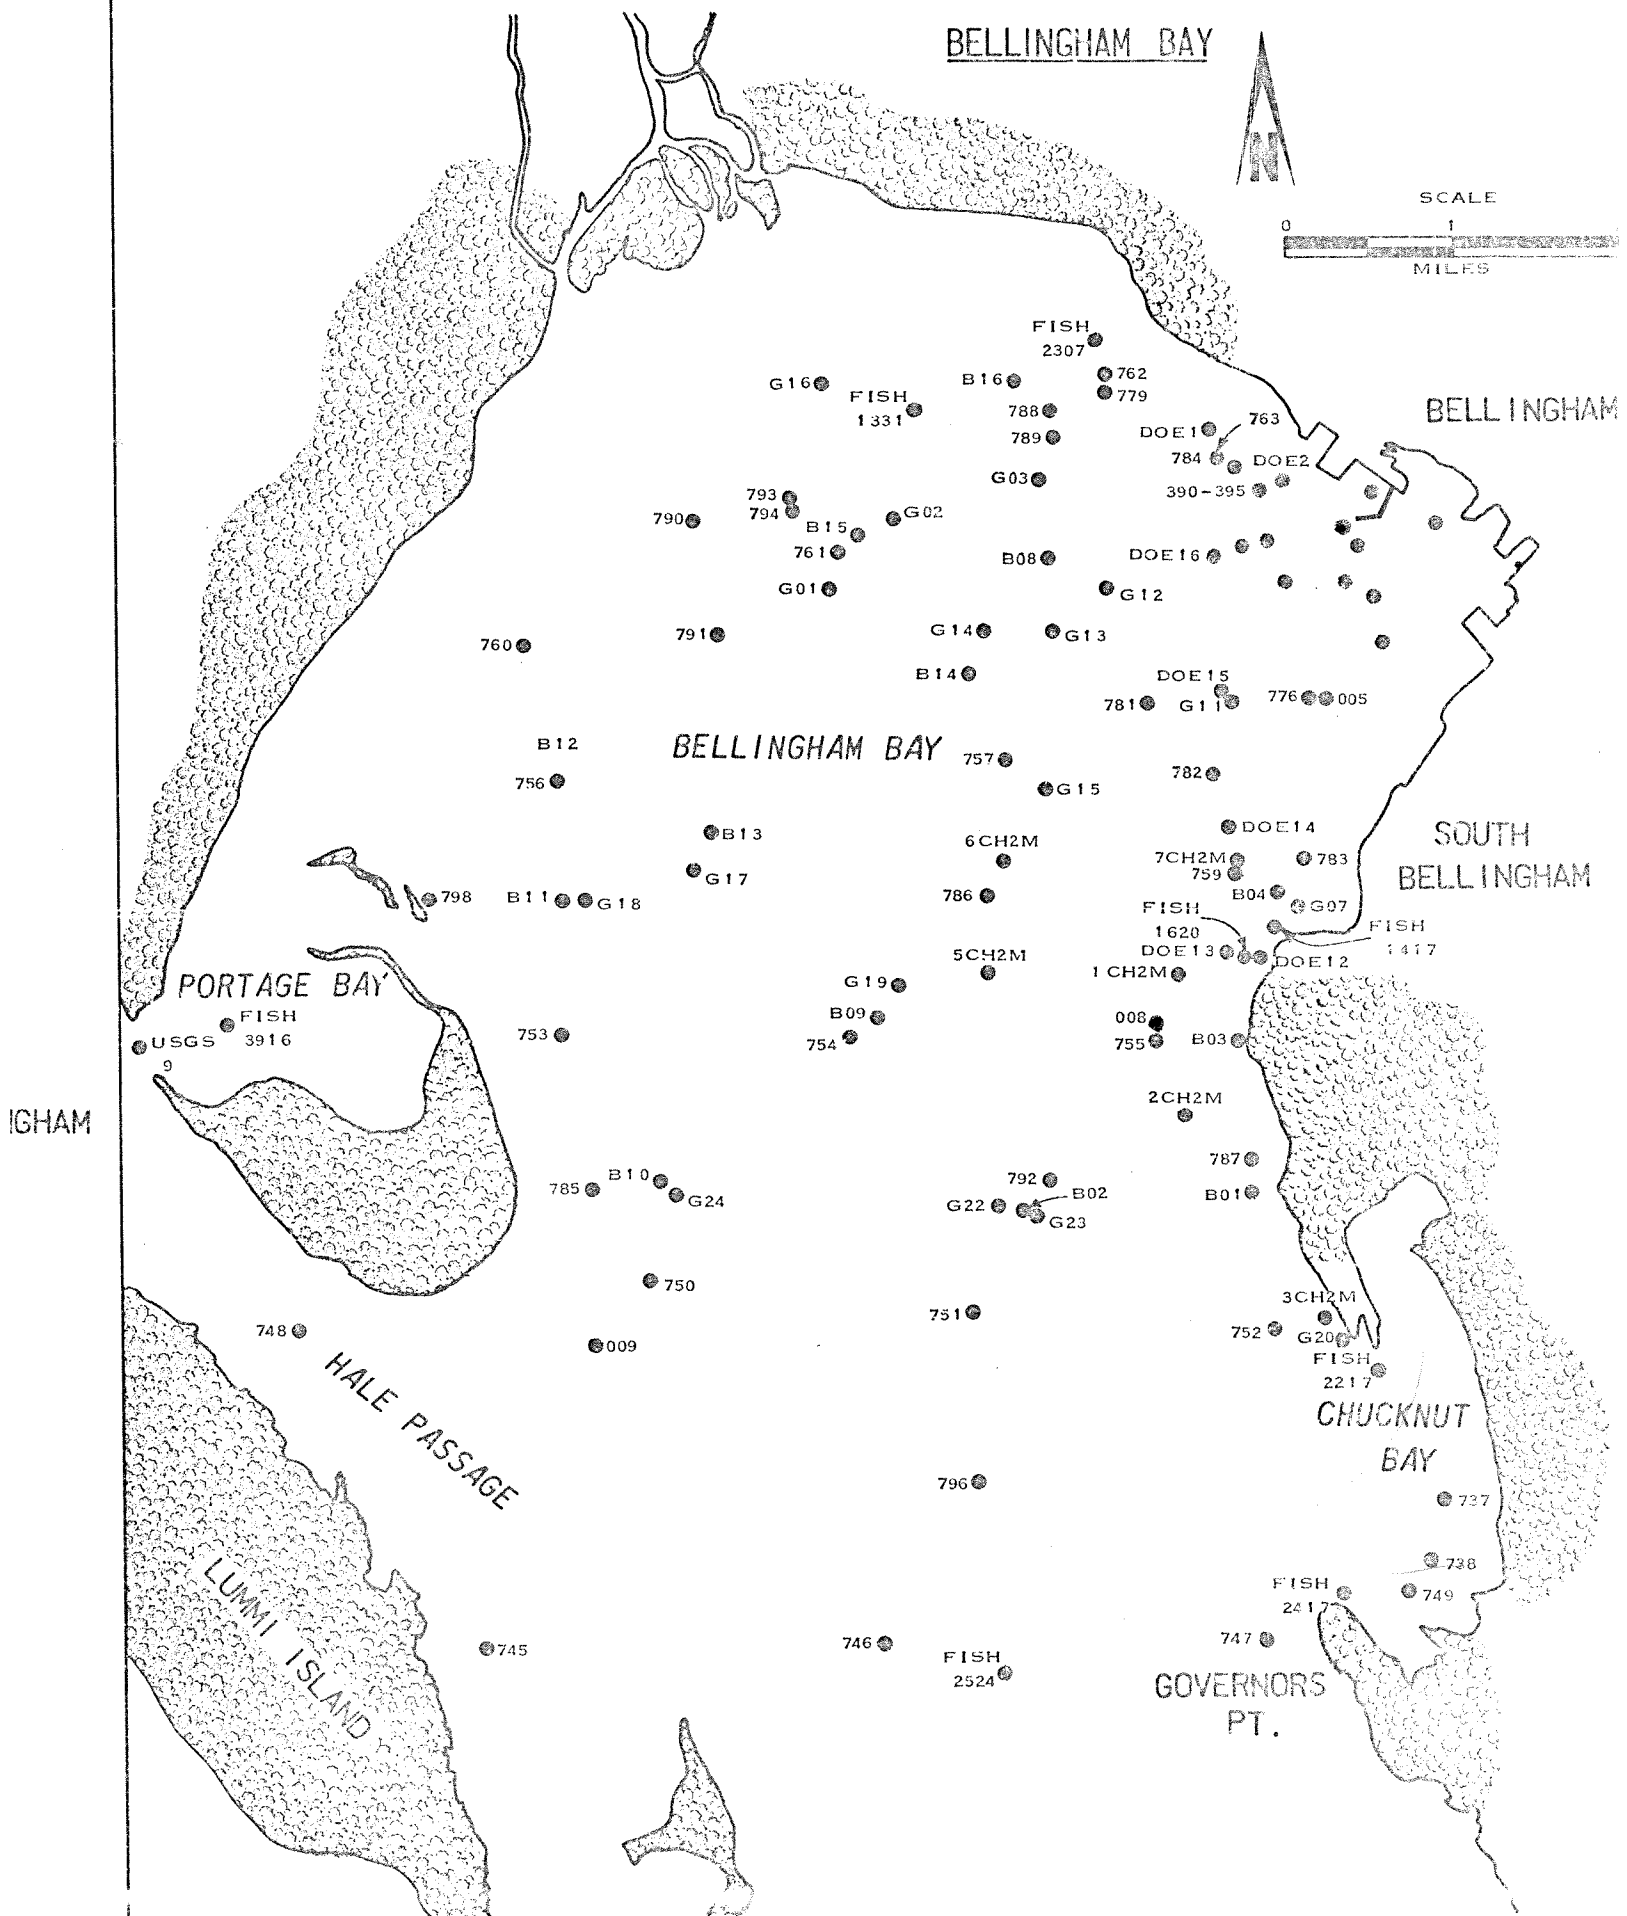 BELLINGHAM BAY
N
SCALE
0 1
MILES
FISH
2307
762
G16
B16
779
FISH
1331
788
BELLINGHAM
789
DOE1
763
784
DOE2
G03
390-395
793
794
790
G02
B15
761
B08
DOE16
G01
G12
791
G14
G13
760
B14
DOE15
781
G11
776
005
B12
BELLINGHAM BAY
757
782
756
G15
B13
DOE14
SOUTH
BELLINGHAM
6CH2M
7CH2M
783
G17
759
798
B11
G18
786
B04
G07
FISH
1620
FISH
1417
DOE13
DOE12
5CH2M
1CH2M
PORTAGE BAY
G19
FISH
3916
B09
008
USGS
9
753
754
755
B03
2CH2M
IGHAM
787
785
B10
G24
792
B02
B01
G22
G23
750
3CH2M
751
748
752
G20
009
FISH
2217
HALE PASSAGE
CHUCKNUT
BAY
796
737
738
LUMMI ISLAND
FISH
2417
749
745
746
747
FISH
2524
GOVERNORS
PT.